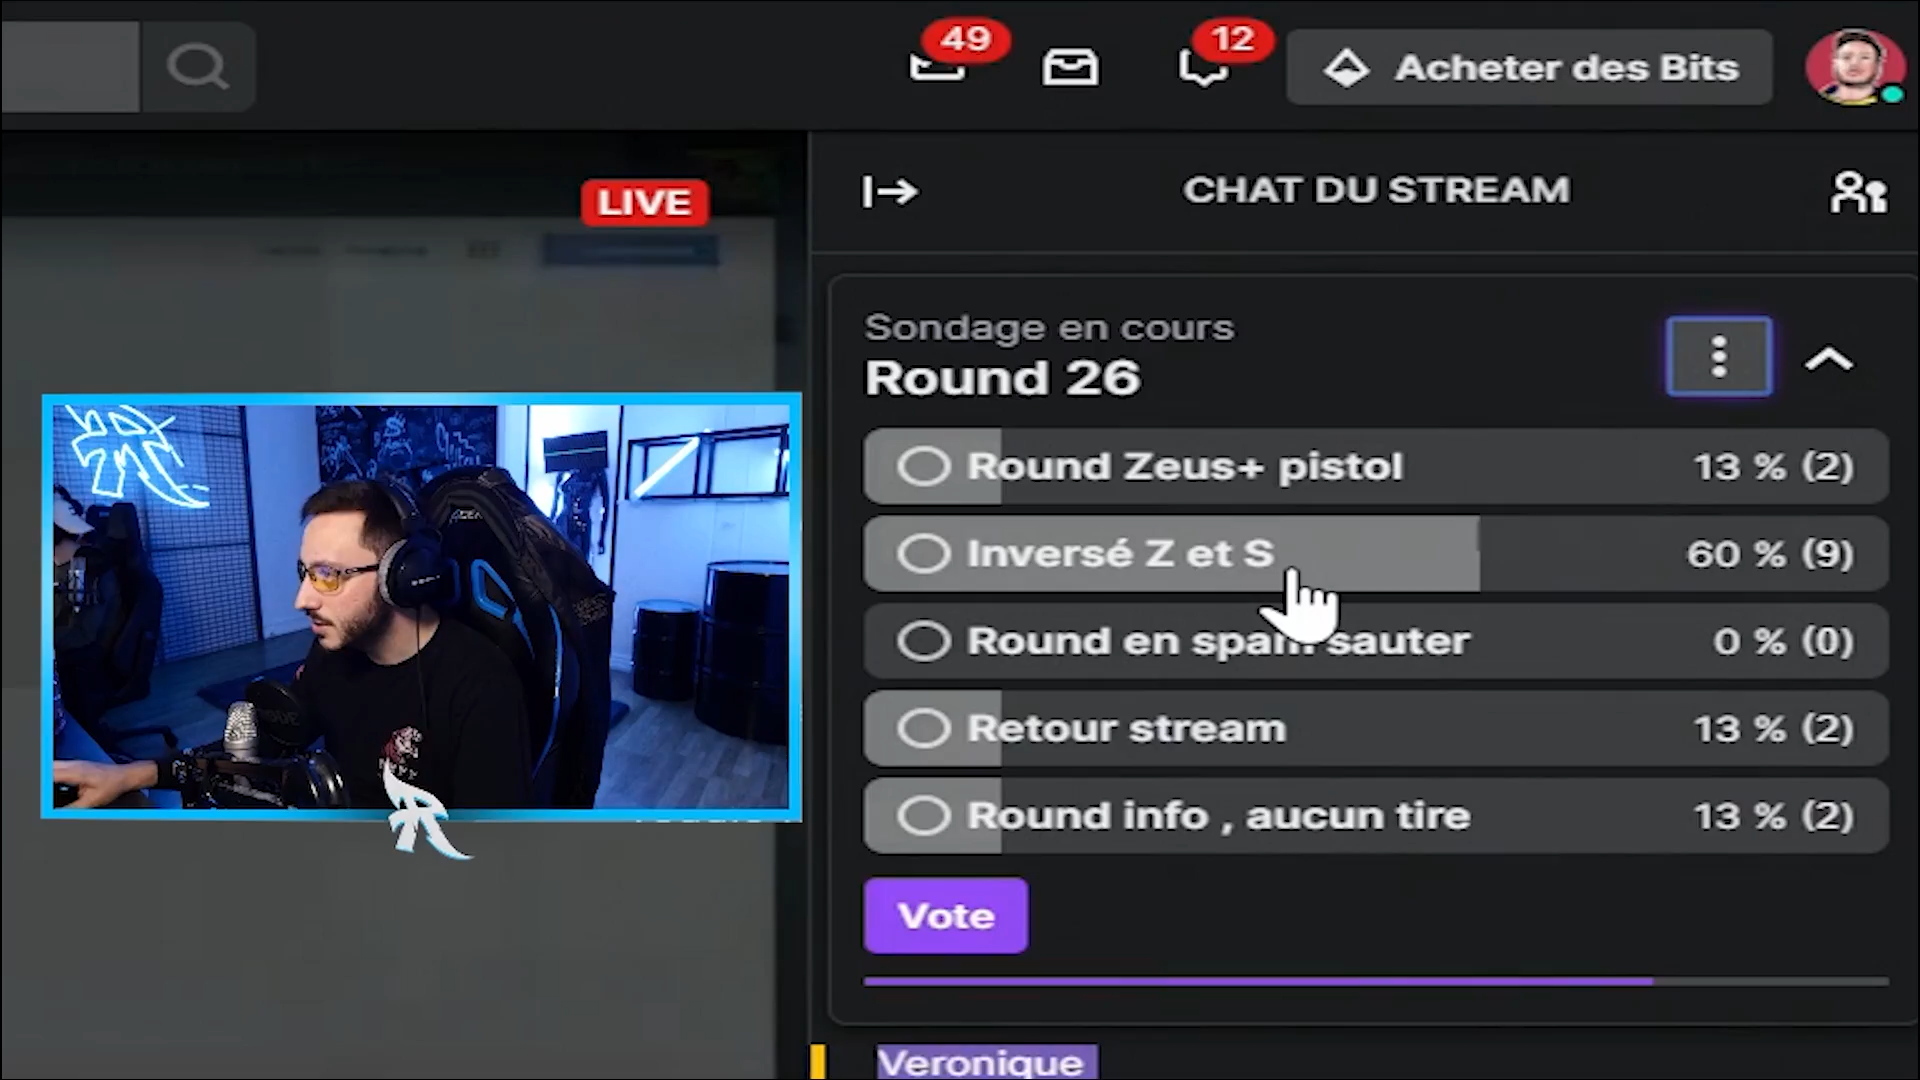 49
12
Acheter des Bits
LIVE
CHAT DU STREAM
Sondage en cours
Round 26
Round Zeus+ pistol
13 % (2)
Inversé Z et S
60 % (9)
Round en spam sauter
0 % (0)
Retour stream
13 % (2)
Round info , aucun tire
13 % (2)
Vote
Veronique